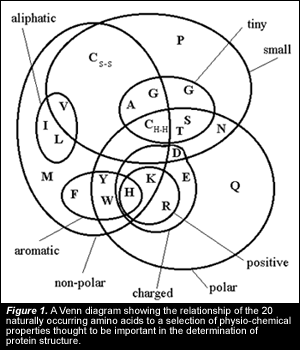 aliphatic
P
C S-S
small
tiny
G
G
A
V
S
C H-H
T
N
I
L
D
M
Y
K
E
Q
F
H
W
R
aromatic
positive
non-polar
charged
polar
Figure 1. A Venn diagram showing the relationship of the 20
naturally occurring amino acids to a selection of physio-chemical
properties thought to be important in the determination of
protein structure.